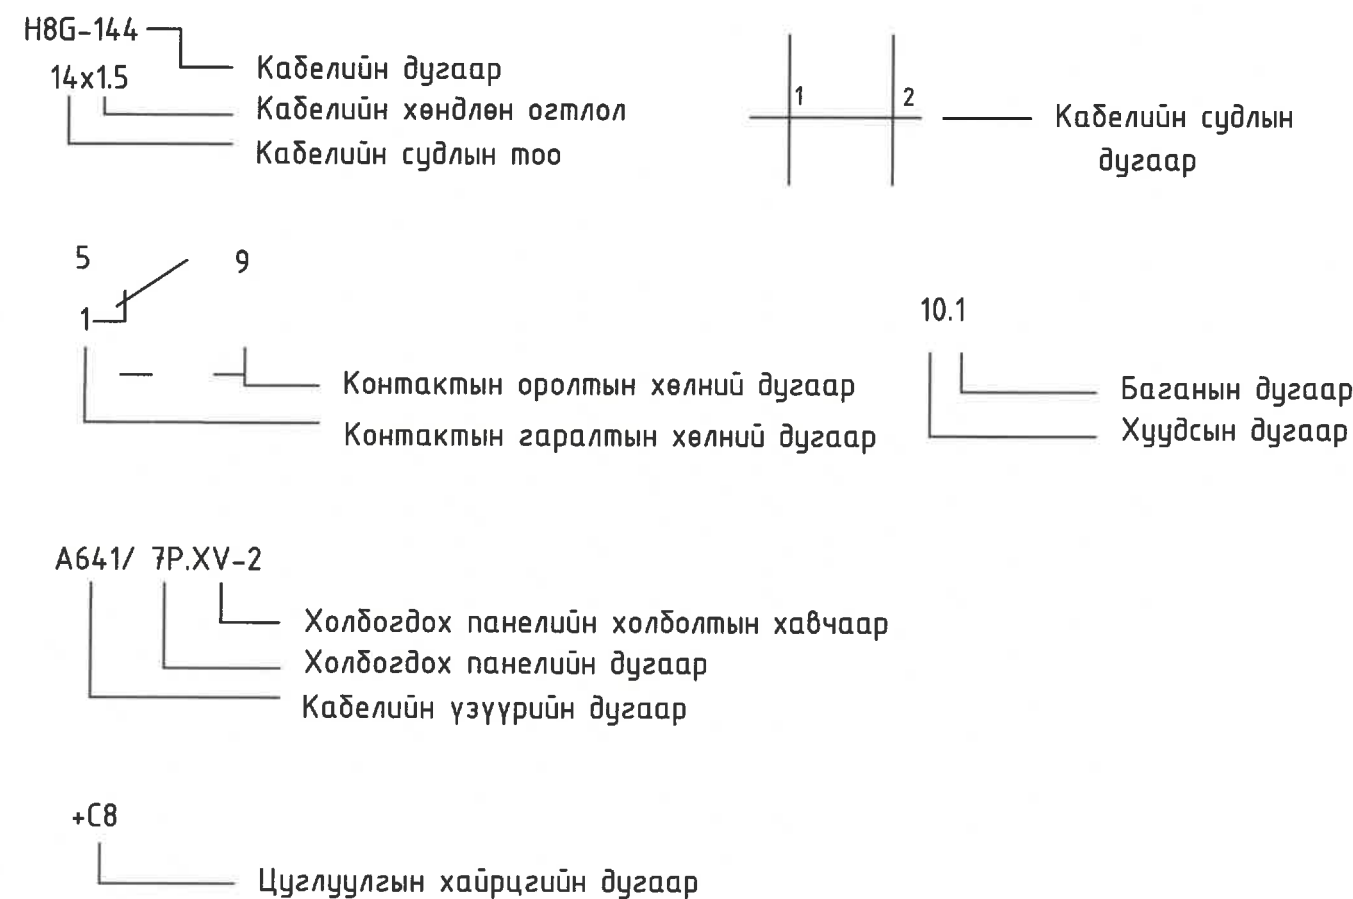 H8G-144
14x1.5
Кабелийн дугаар
Кабелийн хөндлөн огтлол
Кабелийн судлын тоо
1 2
Кабелийн судлын
дугаар
5 9
1
Контактын оролтын хөлний дугаар
Контактын гаралтын хөлний дугаар
10.1
Баганын дугаар
Хуудсын дугаар
A641/ 7P.XV-2
Холбогдох панелийн холболтын хавчаар
Холбогдох панелийн дугаар
Кабелийн үзүүрийн дугаар
+C8
Цуглуулгын хайрцгийн дугаар